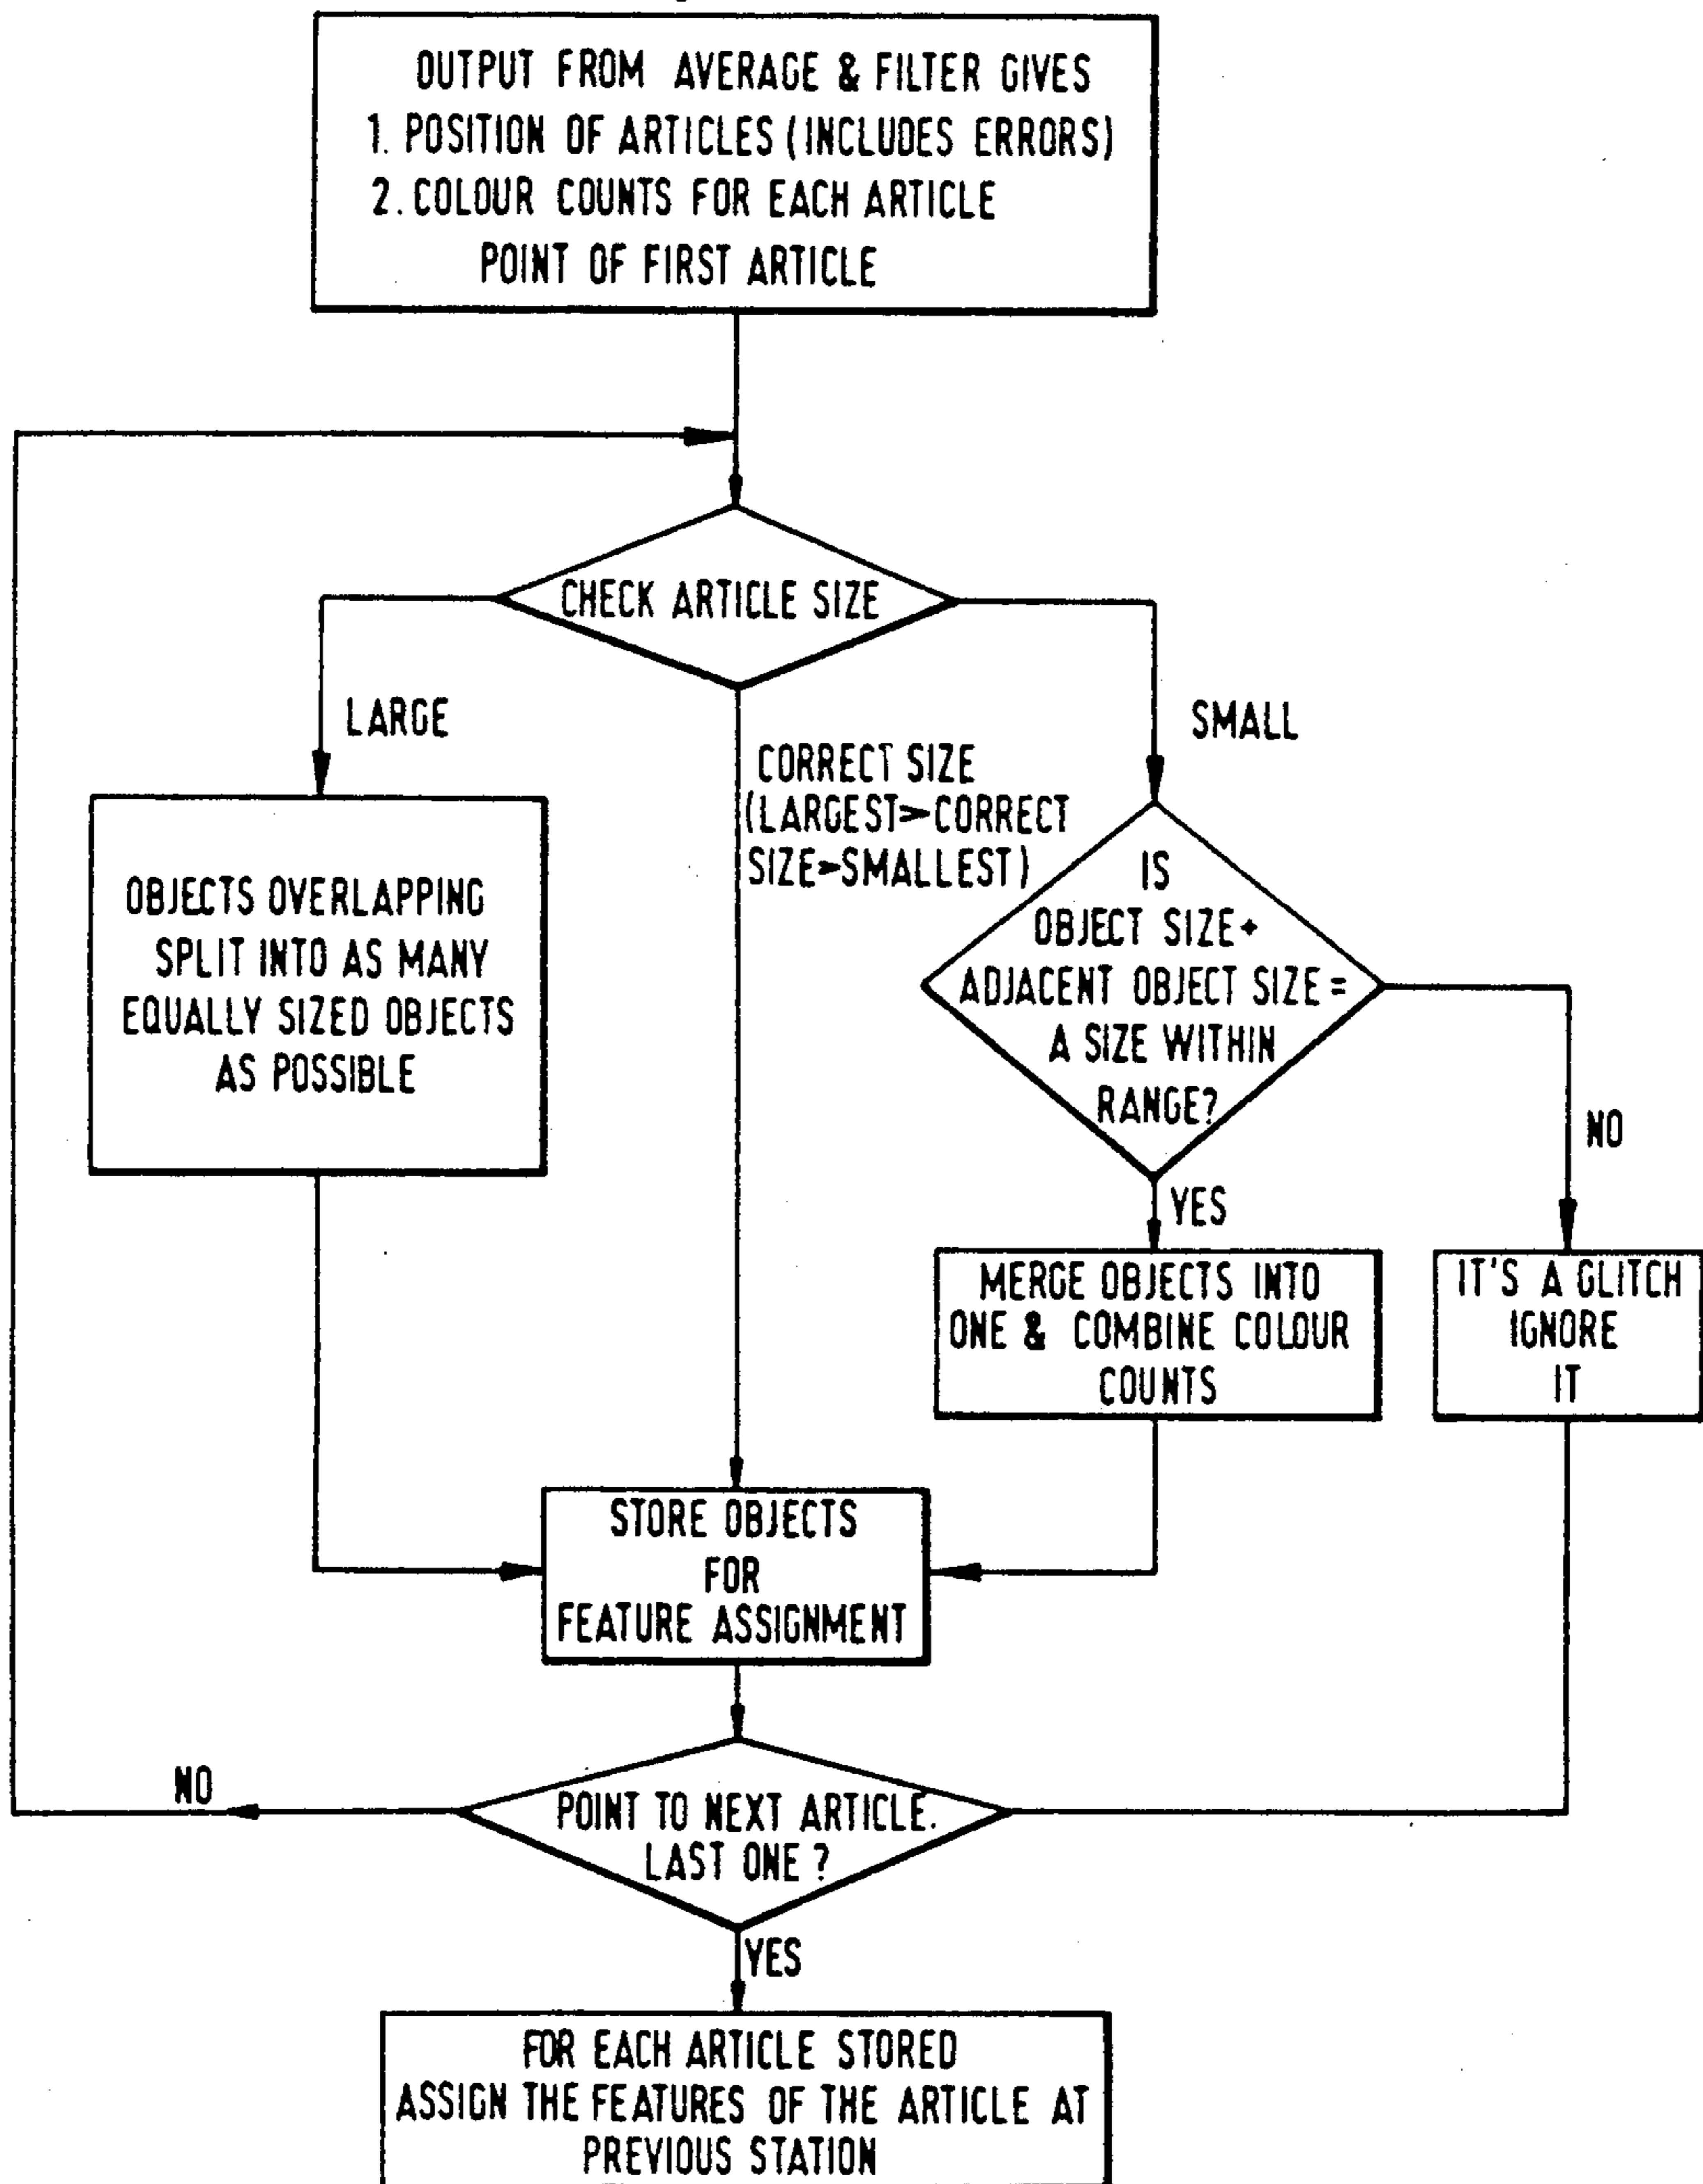 OUTPUT FROM AVERAGE & FILTER GIVES
1. POSITION OF ARTICLES (INCLUDES ERRORS)
2. COLOUR COUNTS FOR EACH ARTICLE
POINT OF FIRST ARTICLE
CHECK ARTICLE SIZE
LARGE
SMALL
CORRECT SIZE
(LARGEST>CORRECT
SIZE>SMALLEST)
OBJECTS OVERLAPPING
SPLIT INTO AS MANY
EQUALLY SIZED OBJECTS
AS POSSIBLE
IS
OBJECT SIZE+
ADJACENT OBJECT SIZE =
A SIZE WITHIN
RANGE?
NO
YES
MERGE OBJECTS INTO
ONE & COMBINE COLOUR
COUNTS
IT'S A GLITCH
IGNORE
IT
STORE OBJECTS
FOR
FEATURE ASSIGNMENT
NO
POINT TO NEXT ARTICLE.
LAST ONE ?
YES
FOR EACH ARTICLE STORED
ASSIGN THE FEATURES OF THE ARTICLE AT
PREVIOUS STATION